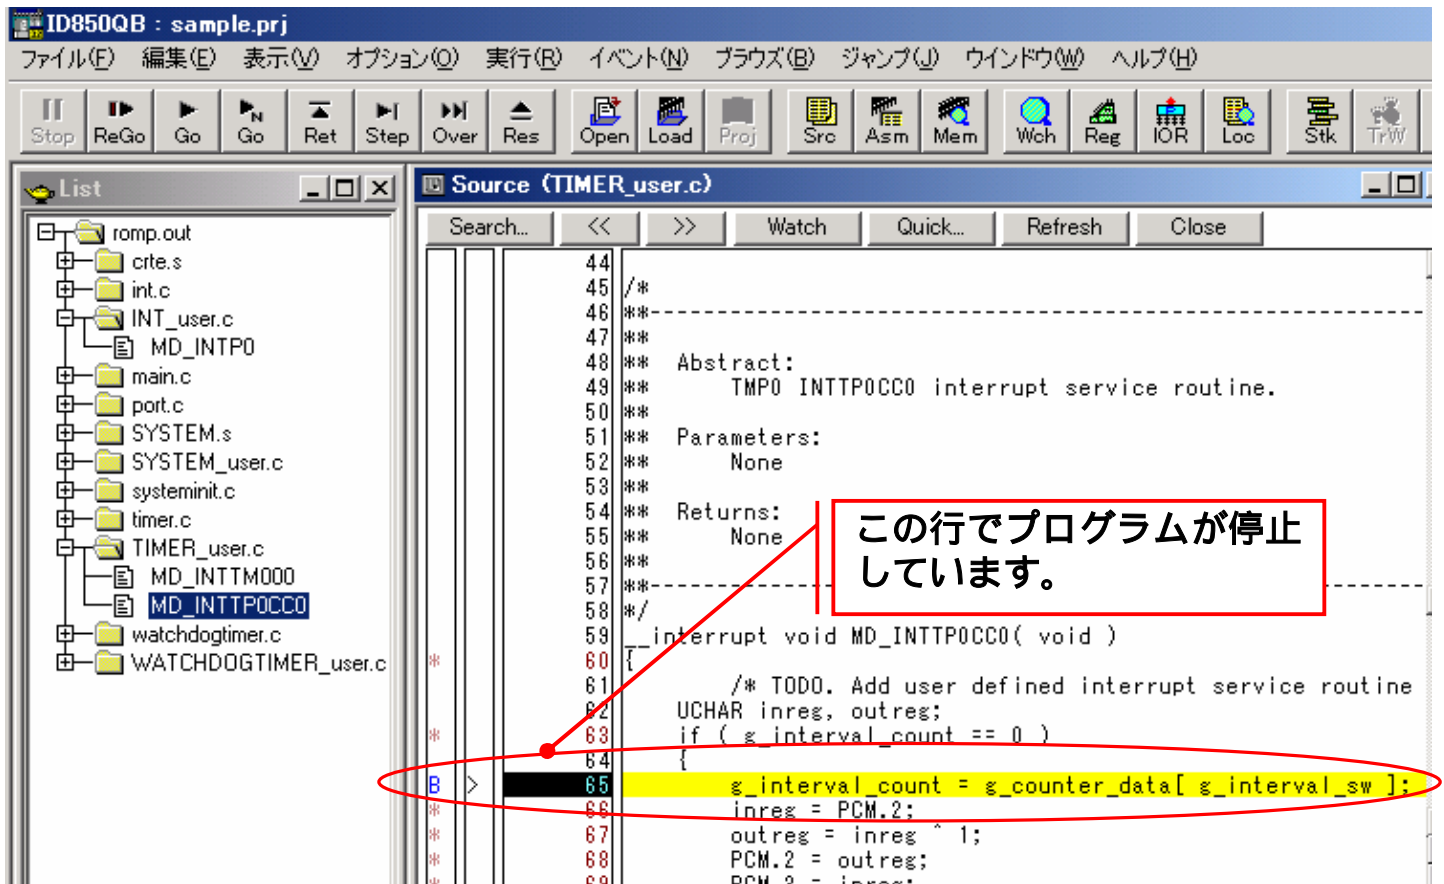 ID850QB : sample.prj
ファイル(F) 編集(E) 表示(V) オプション(O) 実行(R) イベント(N) ブラウズ(B) ジャンプ(J) ウインドウ(W) ヘルプ(H)
Stop ReGo Go Go Ret Step Over Res Open Load Proj Src Asm Mem Wch Reg IOR Loc Stk TrW
List
romp.out
crte.s
int.c
INT_user.c
MD_INTP0
main.c
port.c
SYSTEM.s
SYSTEM_user.c
systeminit.c
timer.c
TIMER_user.c
MD_INTTM000
MD_INTTP0CC0
watchdogtimer.c
WATCHDOGTIMER_user.c
Source (TIMER_user.c)
Search... << >> Watch Quick... Refresh Close
44
45 /*
46 **-----------------------------------------------------------
47 **
48 ** Abstract:
49 ** TMP0 INTTP0CC0 interrupt service routine.
50 **
51 ** Parameters:
52 ** None
53 **
54 ** Returns:
55 ** None
56 **
57 **-----------------------------------------------------------
58 */
59 __interrupt void MD_INTTP0CC0( void )
* 60 {
61 /* TODO. Add user defined interrupt service routine
62 UCHAR inreg, outreg;
* 63 if ( g_interval_count == 0 )
64 {
B > 65 g_interval_count = g_counter_data[ g_interval_sw ];
* 66 inreg = PCM.2;
* 67 outreg = inreg ^ 1;
* 68 PCM.2 = outreg;
* 69 PCM.3 = inreg;
この行でプログラムが停止
しています。